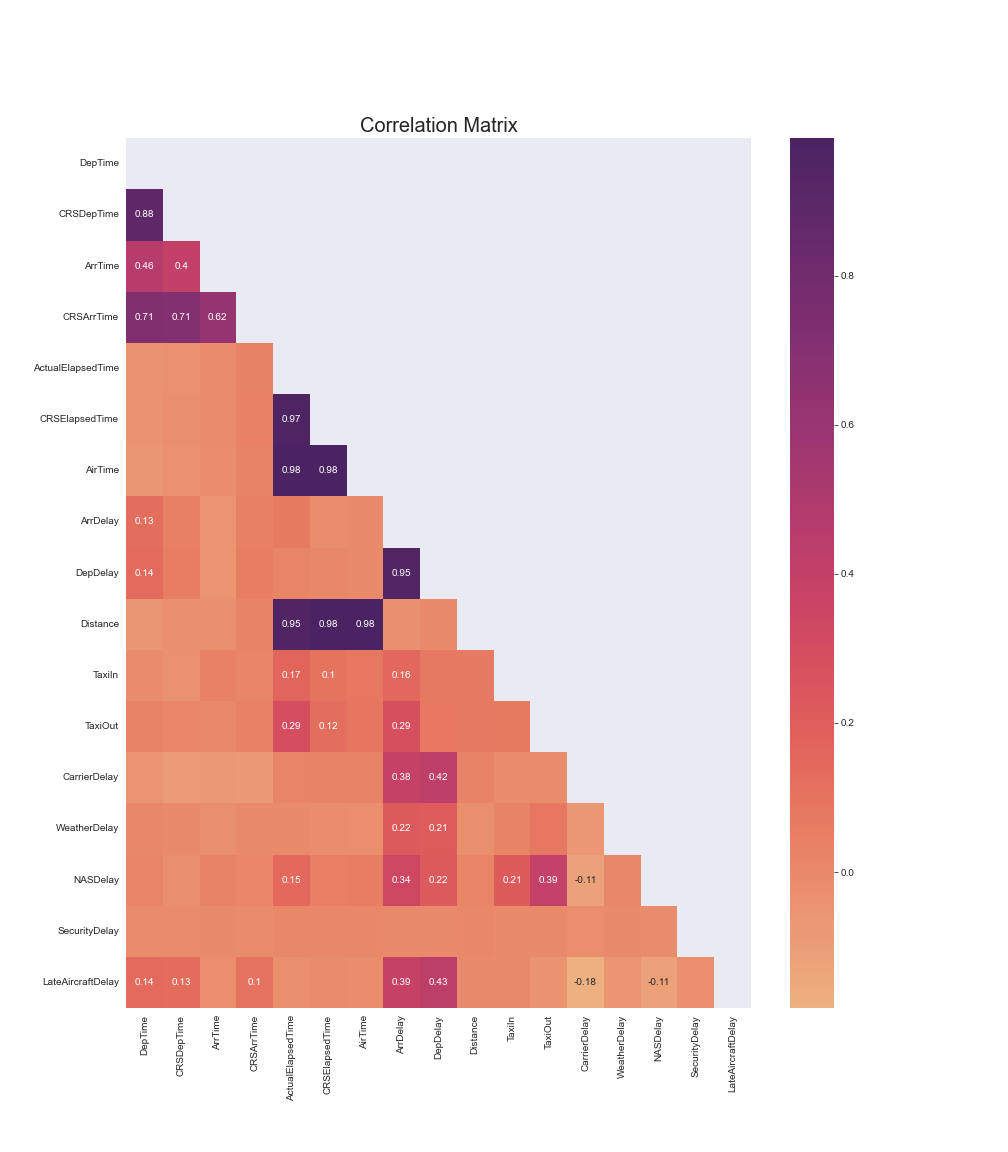 Correlation Matrix
DepTime
CRSDepTime 0.88
ArrTime 0.46 0.4
0.8
CRSArrTime 0.71 0.71 0.62
ActualElapsedTime
CRSElapsedTime 0.97
0.6
AirTime 0.98 0.98
ArrDelay 0.13
DepDelay 0.14 0.95
0.4
Distance 0.95 0.98 0.98
TaxiIn 0.17 0.1 0.16
TaxiOut 0.29 0.12 0.29
0.2
CarrierDelay 0.38 0.42
WeatherDelay 0.22 0.21
0.0
NASDelay 0.15 0.34 0.22 0.21 0.39 -0.11
SecurityDelay
LateAircraftDelay 0.14 0.13 0.1 0.39 0.43 -0.18 -0.11
DepTime
CRSDepTime
ArrTime
CRSArrTime
ActualElapsedTime
CRSElapsedTime
AirTime
ArrDelay
DepDelay
Distance
TaxiIn
TaxiOut
CarrierDelay
WeatherDelay
NASDelay
SecurityDelay
LateAircraftDelay